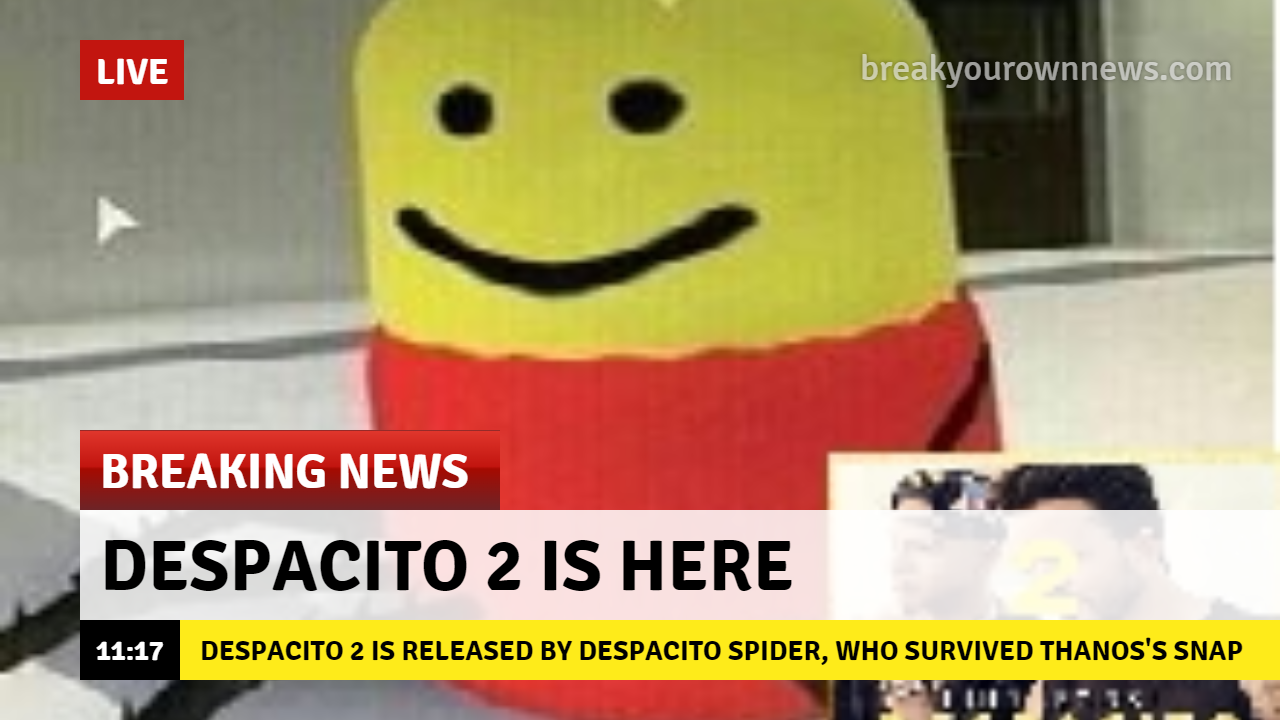 LIVE
breakyourownnews.com
BREAKING NEWS
DESPACITO 2 IS HERE
2
11:17 DESPACITO 2 IS RELEASED BY DESPACITO SPIDER, WHO SURVIVED THANOS'S SNAP